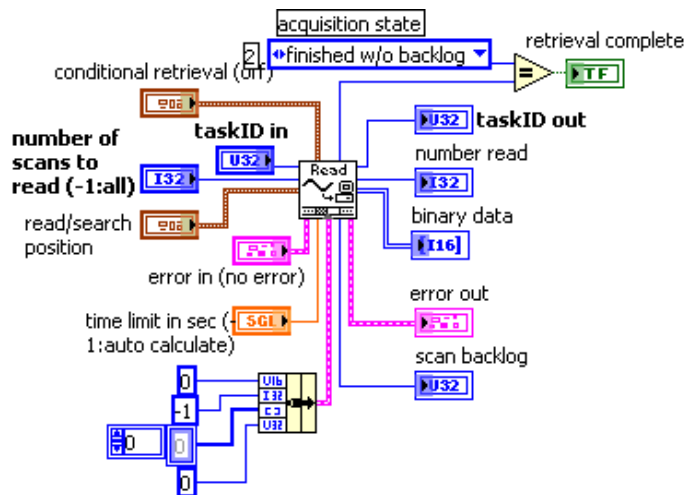 acquisition state
2
finished w/o backlog
retrieval complete
TF
conditional retrieval (off)
number of
scans to
read (-1:all)
taskID in
U32
U32
taskID out
I32
Read
number read
I32
read/search
position
binary data
I16]
error in (no error)
error out
time limit in sec (-
1:auto calculate)
SGL
scan backlog
U32
0
U16
-1
I32
0
0
[ ]
0
U32